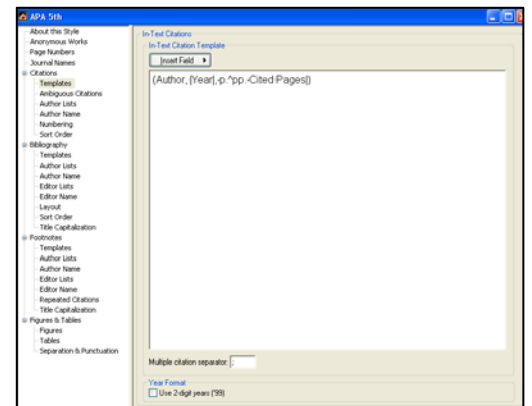 APA 5th
About this Style
Anonymous Works
Page Numbers
Journal Names
Citations
Templates
Ambiguous Citations
Author Lists
Author Name
Numbering
Sort Order
Bibliography
Templates
Author Lists
Author Name
Editor Lists
Editor Name
Layout
Sort Order
Title Capitalization
Footnotes
Templates
Author Lists
Author Name
Editor Lists
Editor Name
Repeated Citations
Title Capitalization
Figures & Tables
Figures
Tables
Separation & Punctuation
In-Text Citations
In-Text Citation Template
Insert Field
(Author, |Year|,·p.^pp.·Cited Pages|)
Multiple citation separator: ;
Year Format
Use 2-digit years ('99)